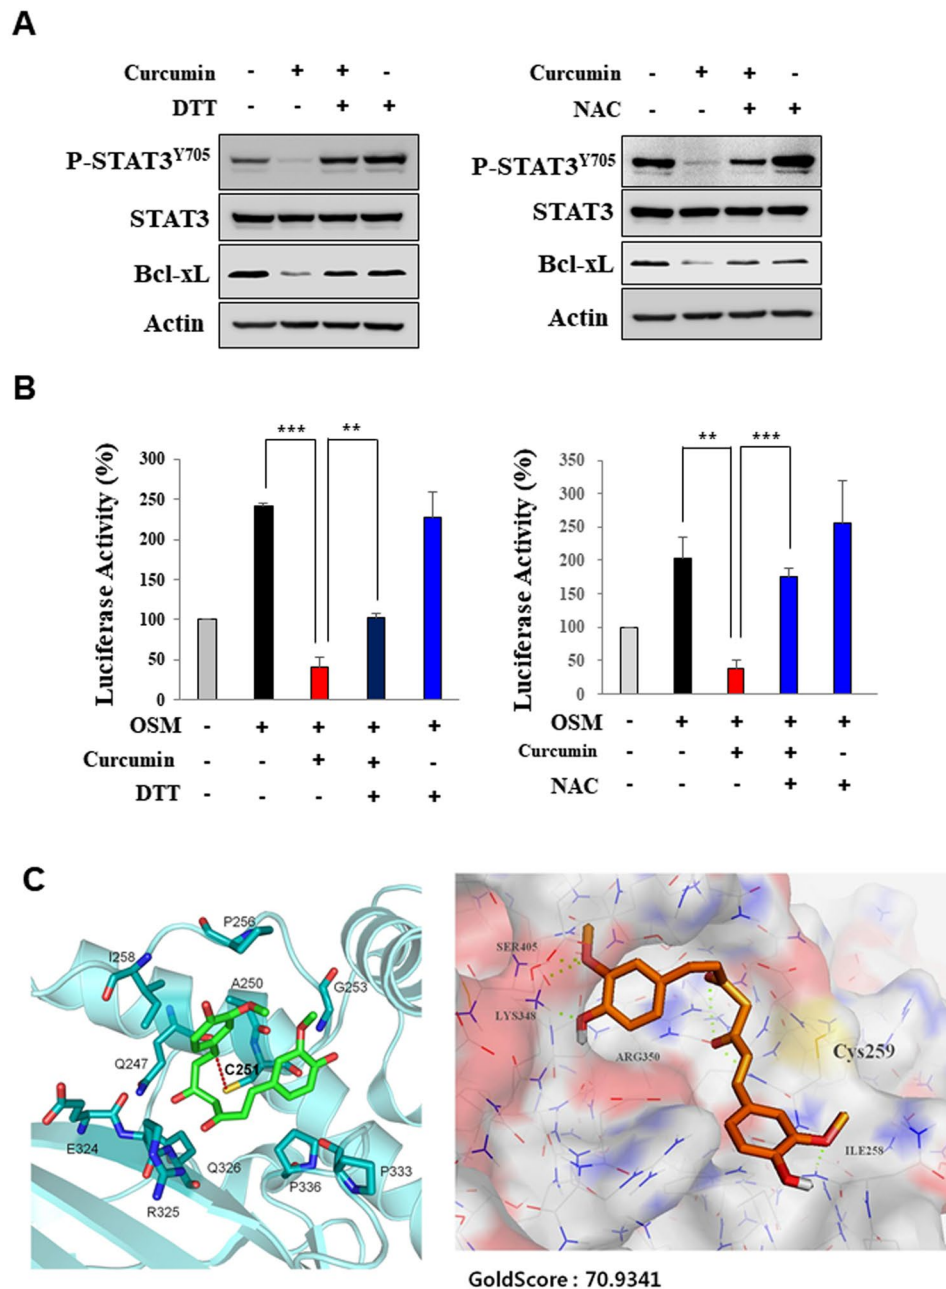 A
Curcumin - + + -
DTT - - + +
P-STAT3Y705
STAT3
Bcl-xL
Actin
Curcumin - + + -
NAC - - + +
P-STAT3Y705
STAT3
Bcl-xL
Actin
B
Luciferase Activity (%)
300
250
200
150
100
50
0
*** **
OSM - + + + +
Curcumin - - + + -
DTT - - - + +
Luciferase Activity (%)
350
300
250
200
150
100
50
0
** ***
OSM - + + + +
Curcumin - - + + -
NAC - - - + +
C
P256
I258
A250
G253
Q247
C251
E324
Q326
P336
P333
R325
SER405
LYS348
ARG350
Cys259
ILE258
GoldScore : 70.9341